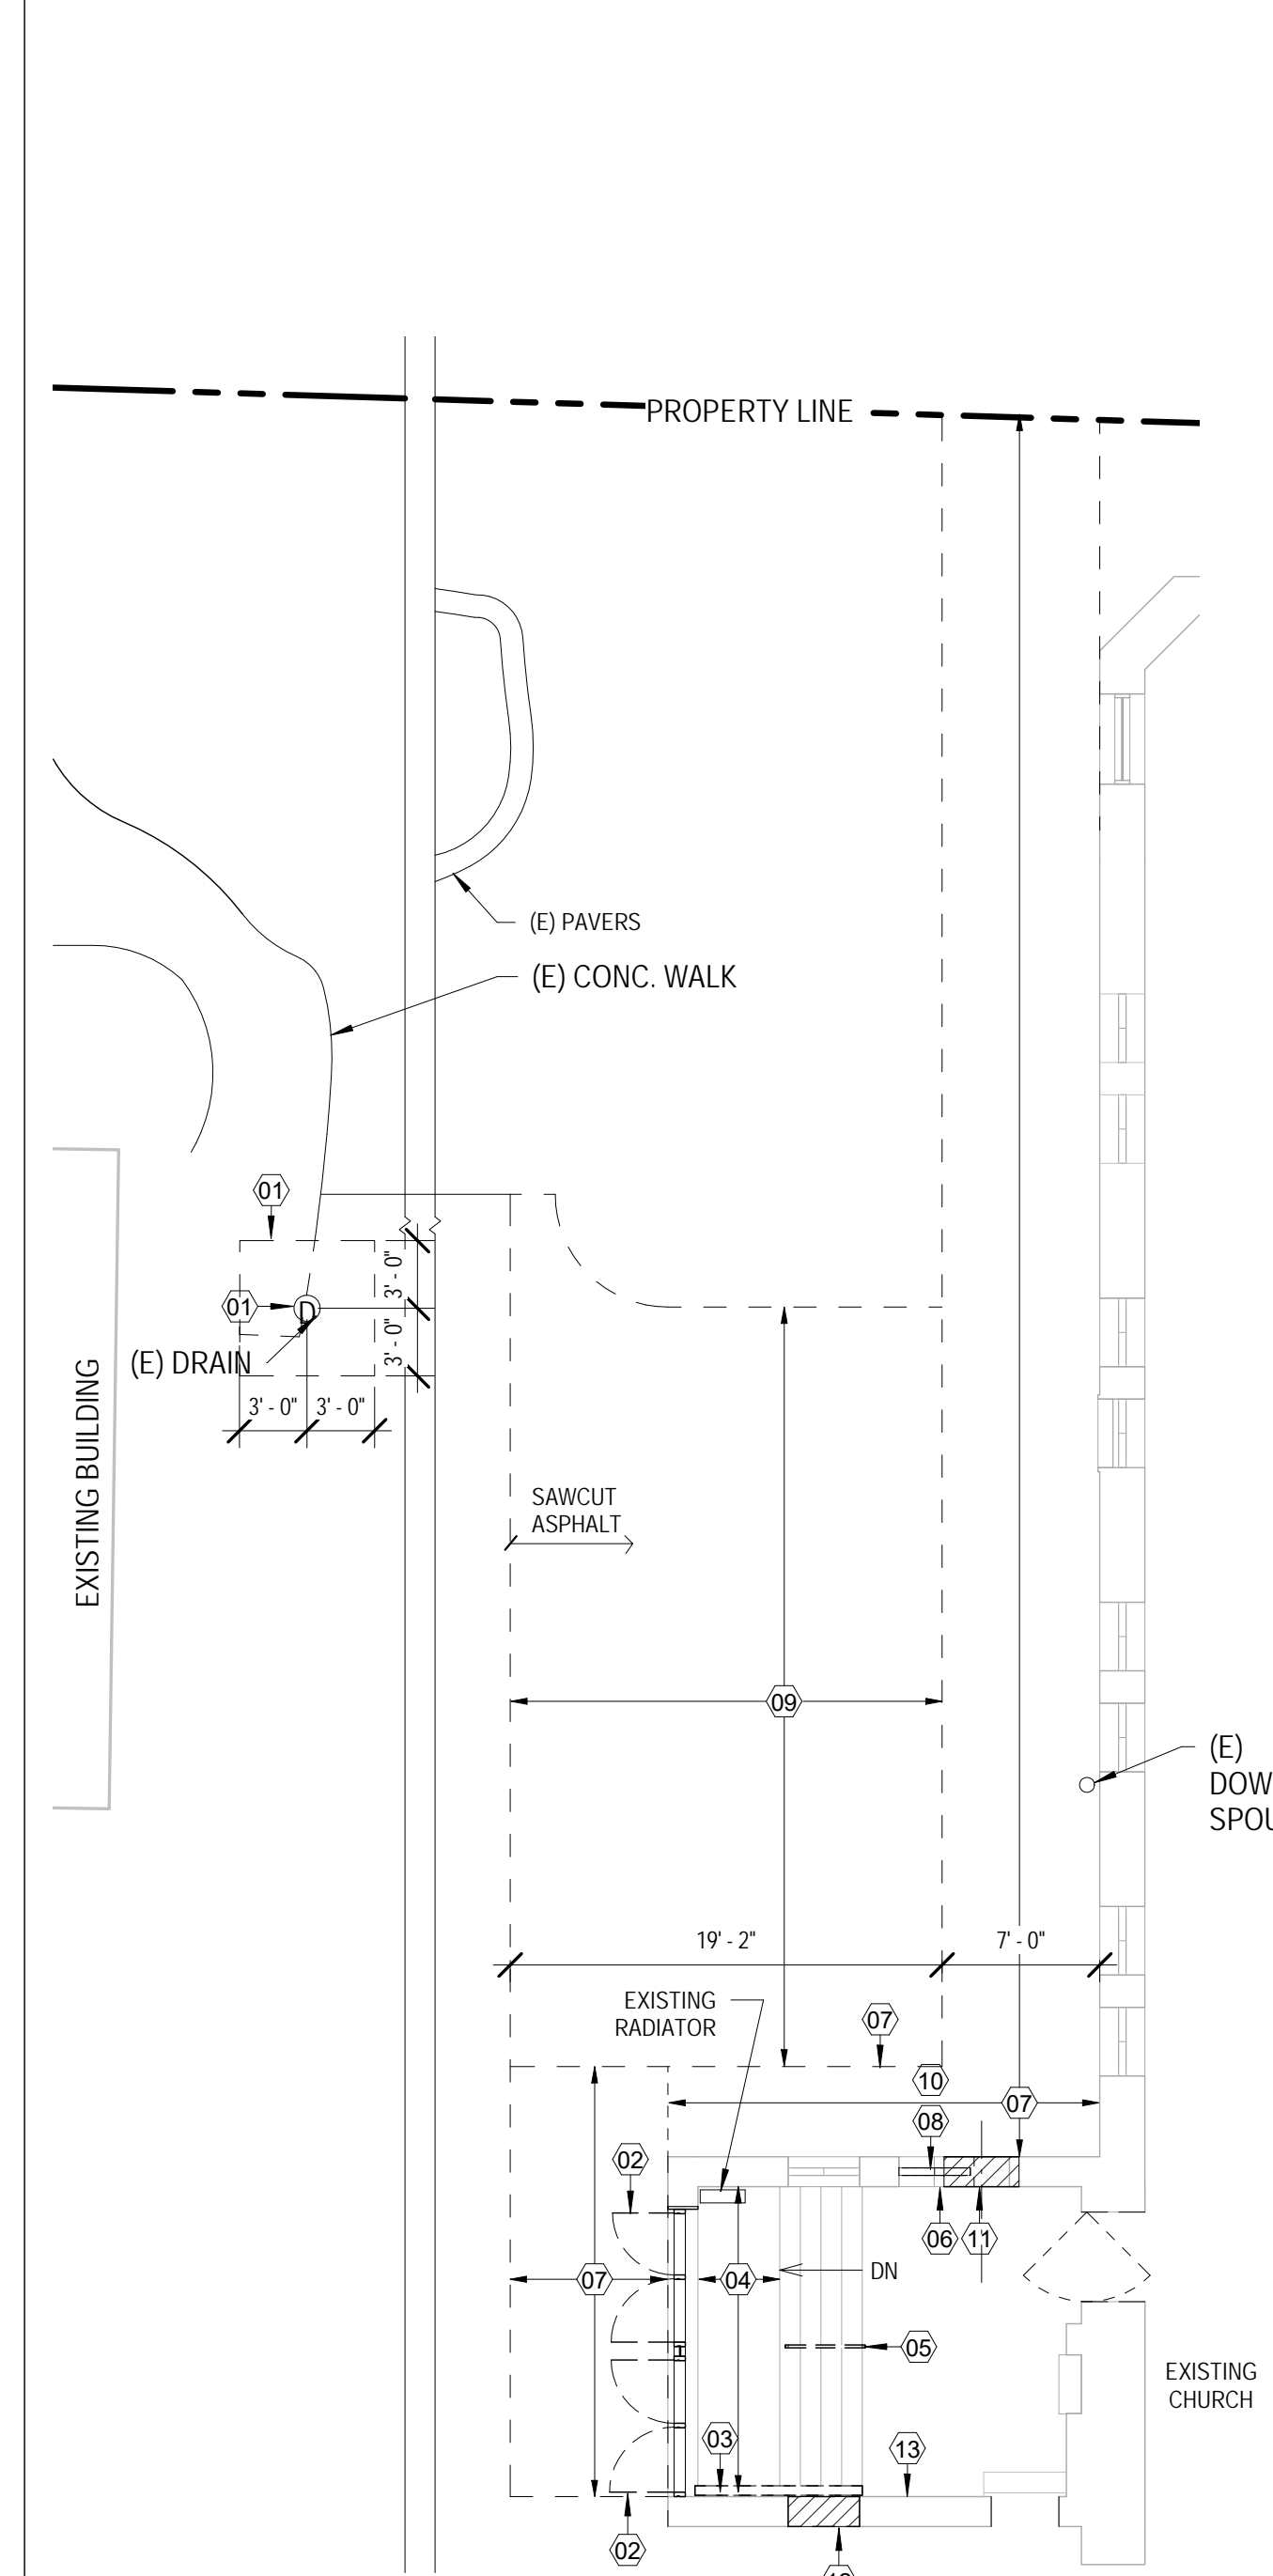 PROPERTY LINE
(E) PAVERS
(E) CONC. WALK
01
3' - 0"
01
D
3' - 0"
(E) DRAIN
3' - 0" 3' - 0"
EXISTING BUILDING
SAWCUT
ASPHALT
09
(E)
DOW
SPOU
19' - 2"
7' - 0"
EXISTING
RADIATOR
07
10
07
08
02
06
11
07
04
DN
05
EXISTING
CHURCH
03
13
02